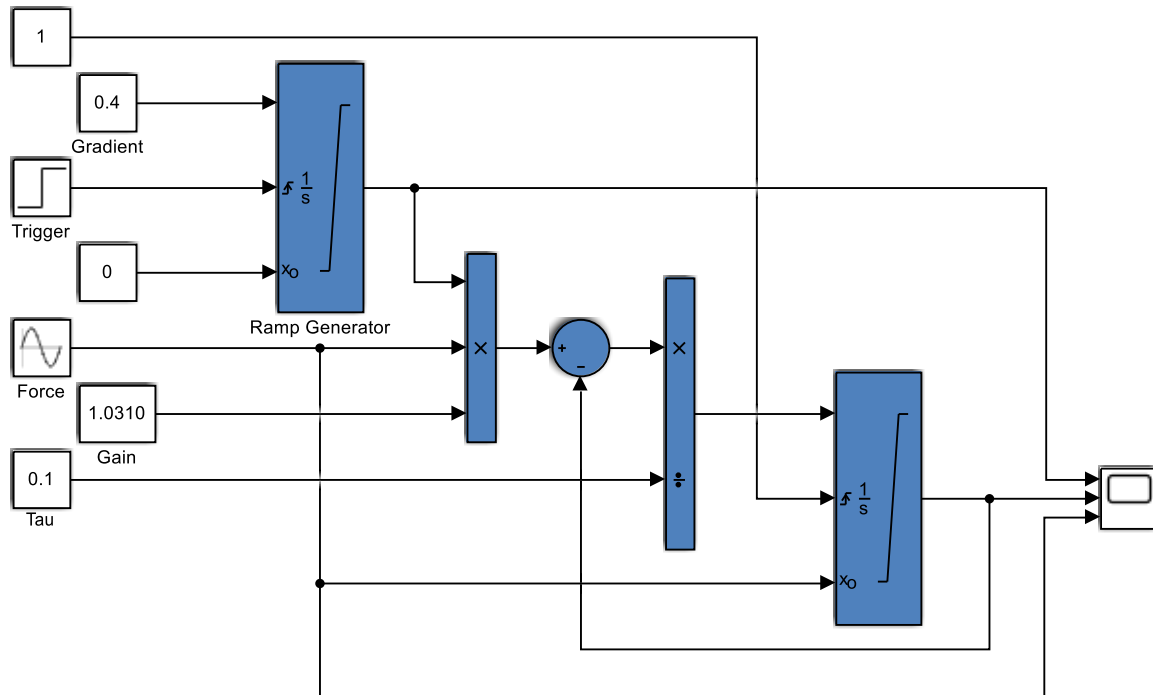 1
0.4
Gradient
Trigger
1
s
0
xo
Ramp Generator
×
+
−
×
Force
1.0310
Gain
0.1
Tau
÷
1
s
xo